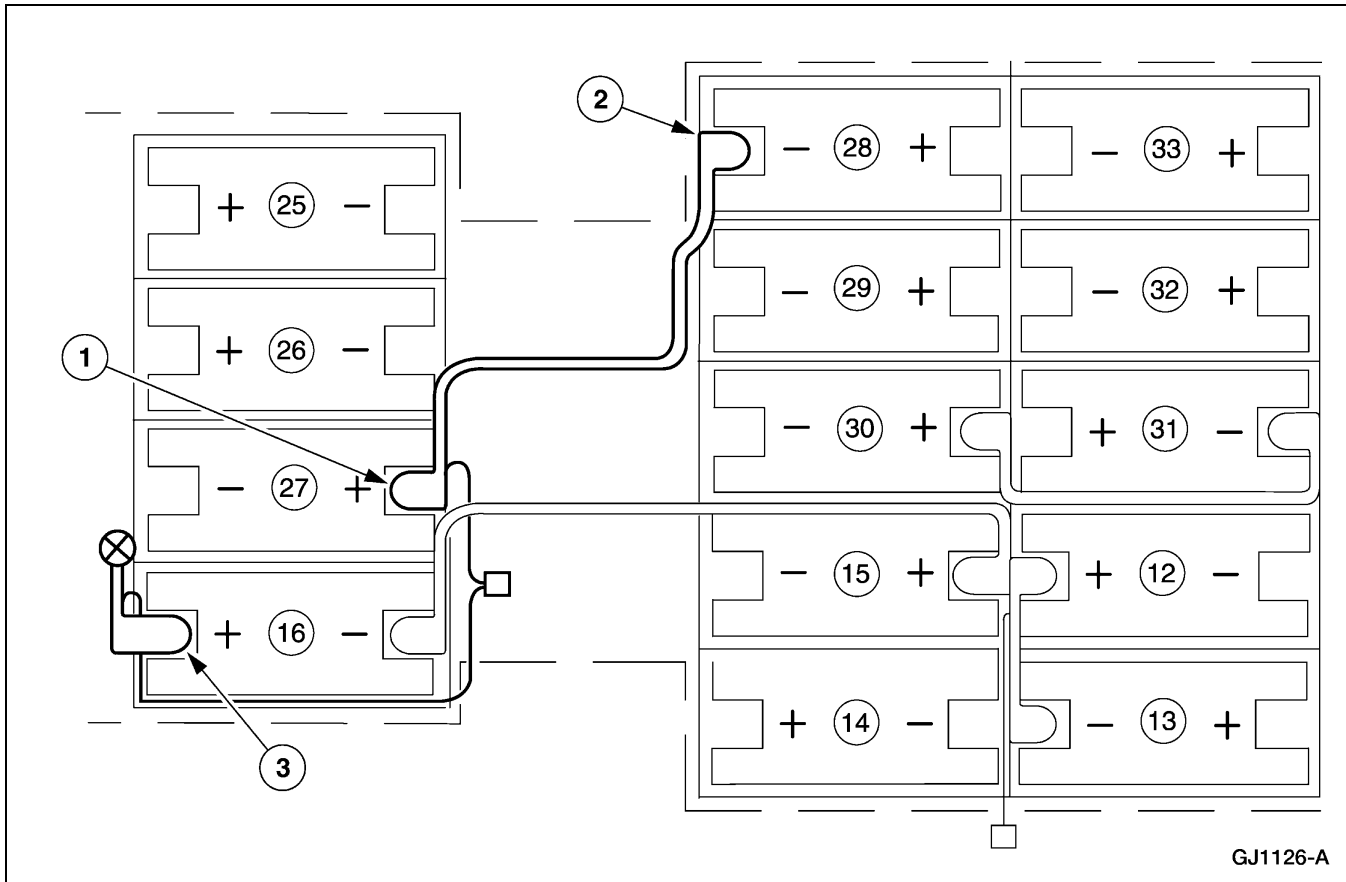 2
− 28 +
− 33 +
+ 25 −
− 29 +
− 32 +
1
+ 26 −
− 30 +
+ 31 −
− 27 +
− 15 +
+ 12 −
+ 16 −
+ 14 −
− 13 +
3
GJ1126-A